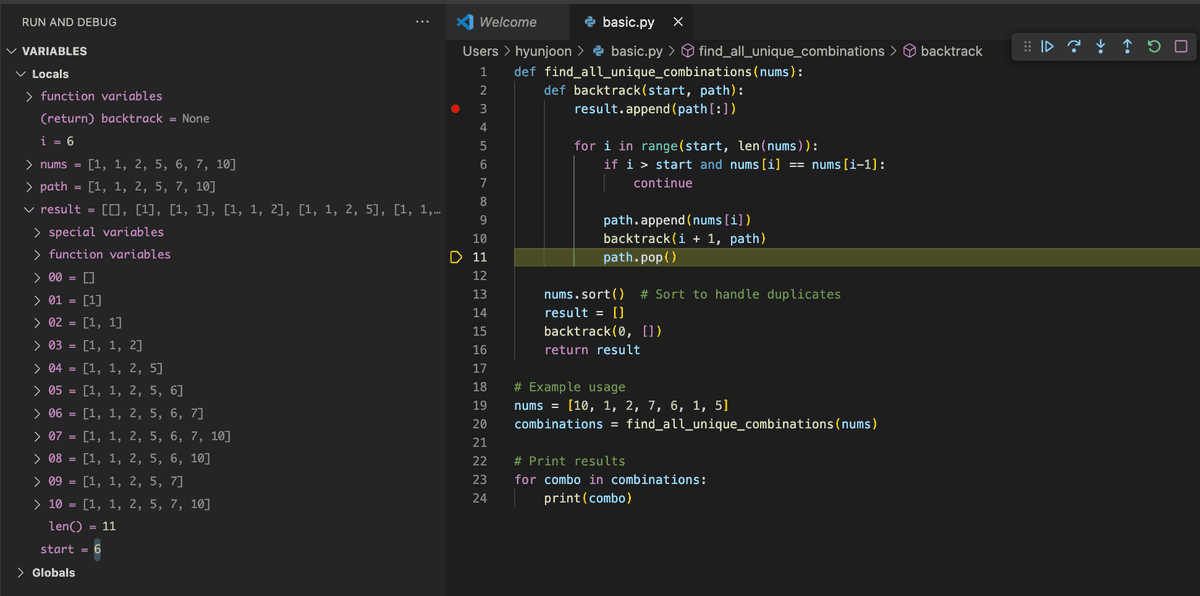 RUN AND DEBUG ...
VARIABLES
Locals
function variables
(return) backtrack = None
i = 6
nums = [1, 1, 2, 5, 6, 7, 10]
path = [1, 1, 2, 5, 7, 10]
result = [[], [1], [1, 1], [1, 1, 2], [1, 1, 2, 5], [1, 1,…
special variables
function variables
00 = []
01 = [1]
02 = [1, 1]
03 = [1, 1, 2]
04 = [1, 1, 2, 5]
05 = [1, 1, 2, 5, 6]
06 = [1, 1, 2, 5, 6, 7]
07 = [1, 1, 2, 5, 6, 7, 10]
08 = [1, 1, 2, 5, 6, 10]
09 = [1, 1, 2, 5, 7]
10 = [1, 1, 2, 5, 7, 10]
len() = 11
start = 6
Globals
Welcome basic.py
Users > hyunjoon > basic.py > find_all_unique_combinations > backtrack
1 def find_all_unique_combinations(nums):
2     def backtrack(start, path):
3         result.append(path[:])
4
5         for i in range(start, len(nums)):
6             if i > start and nums[i] == nums[i-1]:
7                 continue
8
9             path.append(nums[i])
10             backtrack(i + 1, path)
11             path.pop()
12
13     nums.sort()  # Sort to handle duplicates
14     result = []
15     backtrack(0, [])
16     return result
17
18 # Example usage
19 nums = [10, 1, 2, 7, 6, 1, 5]
20 combinations = find_all_unique_combinations(nums)
21
22 # Print results
23 for combo in combinations:
24     print(combo)